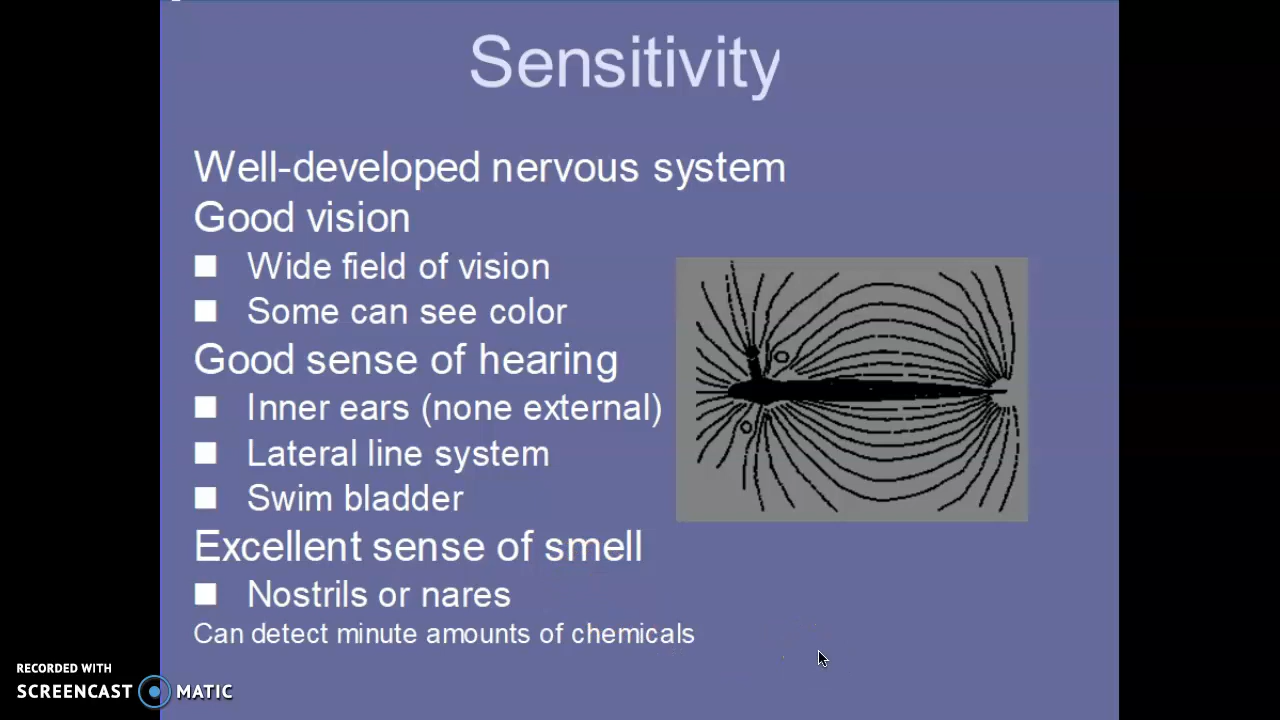 Sensitivity
Well-developed nervous system
Good vision
■ Wide field of vision
■ Some can see color
Good sense of hearing
■ Inner ears (none external)
■ Lateral line system
■ Swim bladder
Excellent sense of smell
■ Nostrils or nares
Can detect minute amounts of chemicals
RECORDED WITH
SCREENCAST MATIC